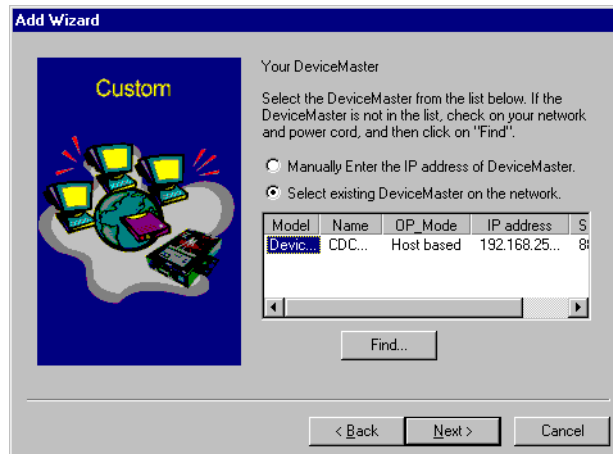 Add Wizard
Custom
Your DeviceMaster
Select the DeviceMaster from the list below. If the
DeviceMaster is not in the list, check on your network
and power cord, and then click on "Find".
Manually Enter the IP address of DeviceMaster.
Select existing DeviceMaster on the network.
Model Name OP_Mode IP address S
Devic... CDC... Host based 192.168.25...
Find...
< Back Next > Cancel